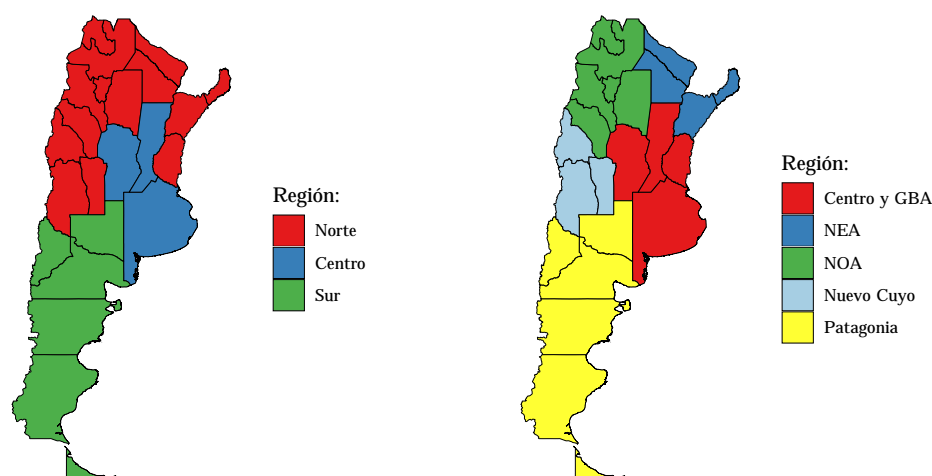 Región:
Norte
Centro
Sur
Región:
Centro y GBA
NEA
NOA
Nuevo Cuyo
Patagonia